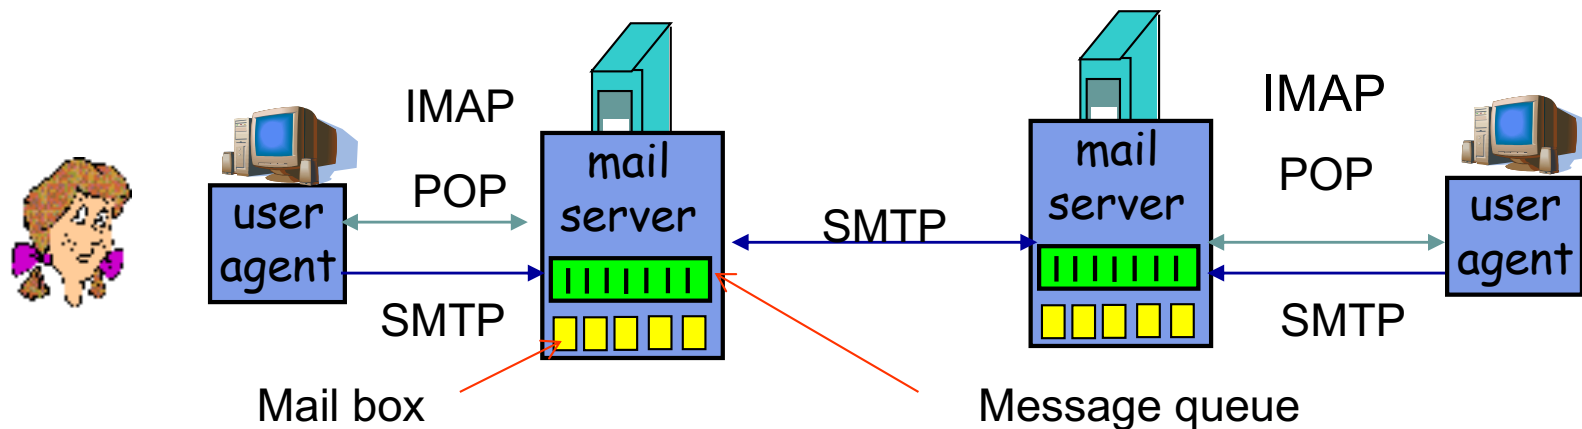 IMAP
POP
SMTP
user
agent
mail
server
SMTP
mail
server
IMAP
POP
SMTP
user
agent
Mail box
Message queue